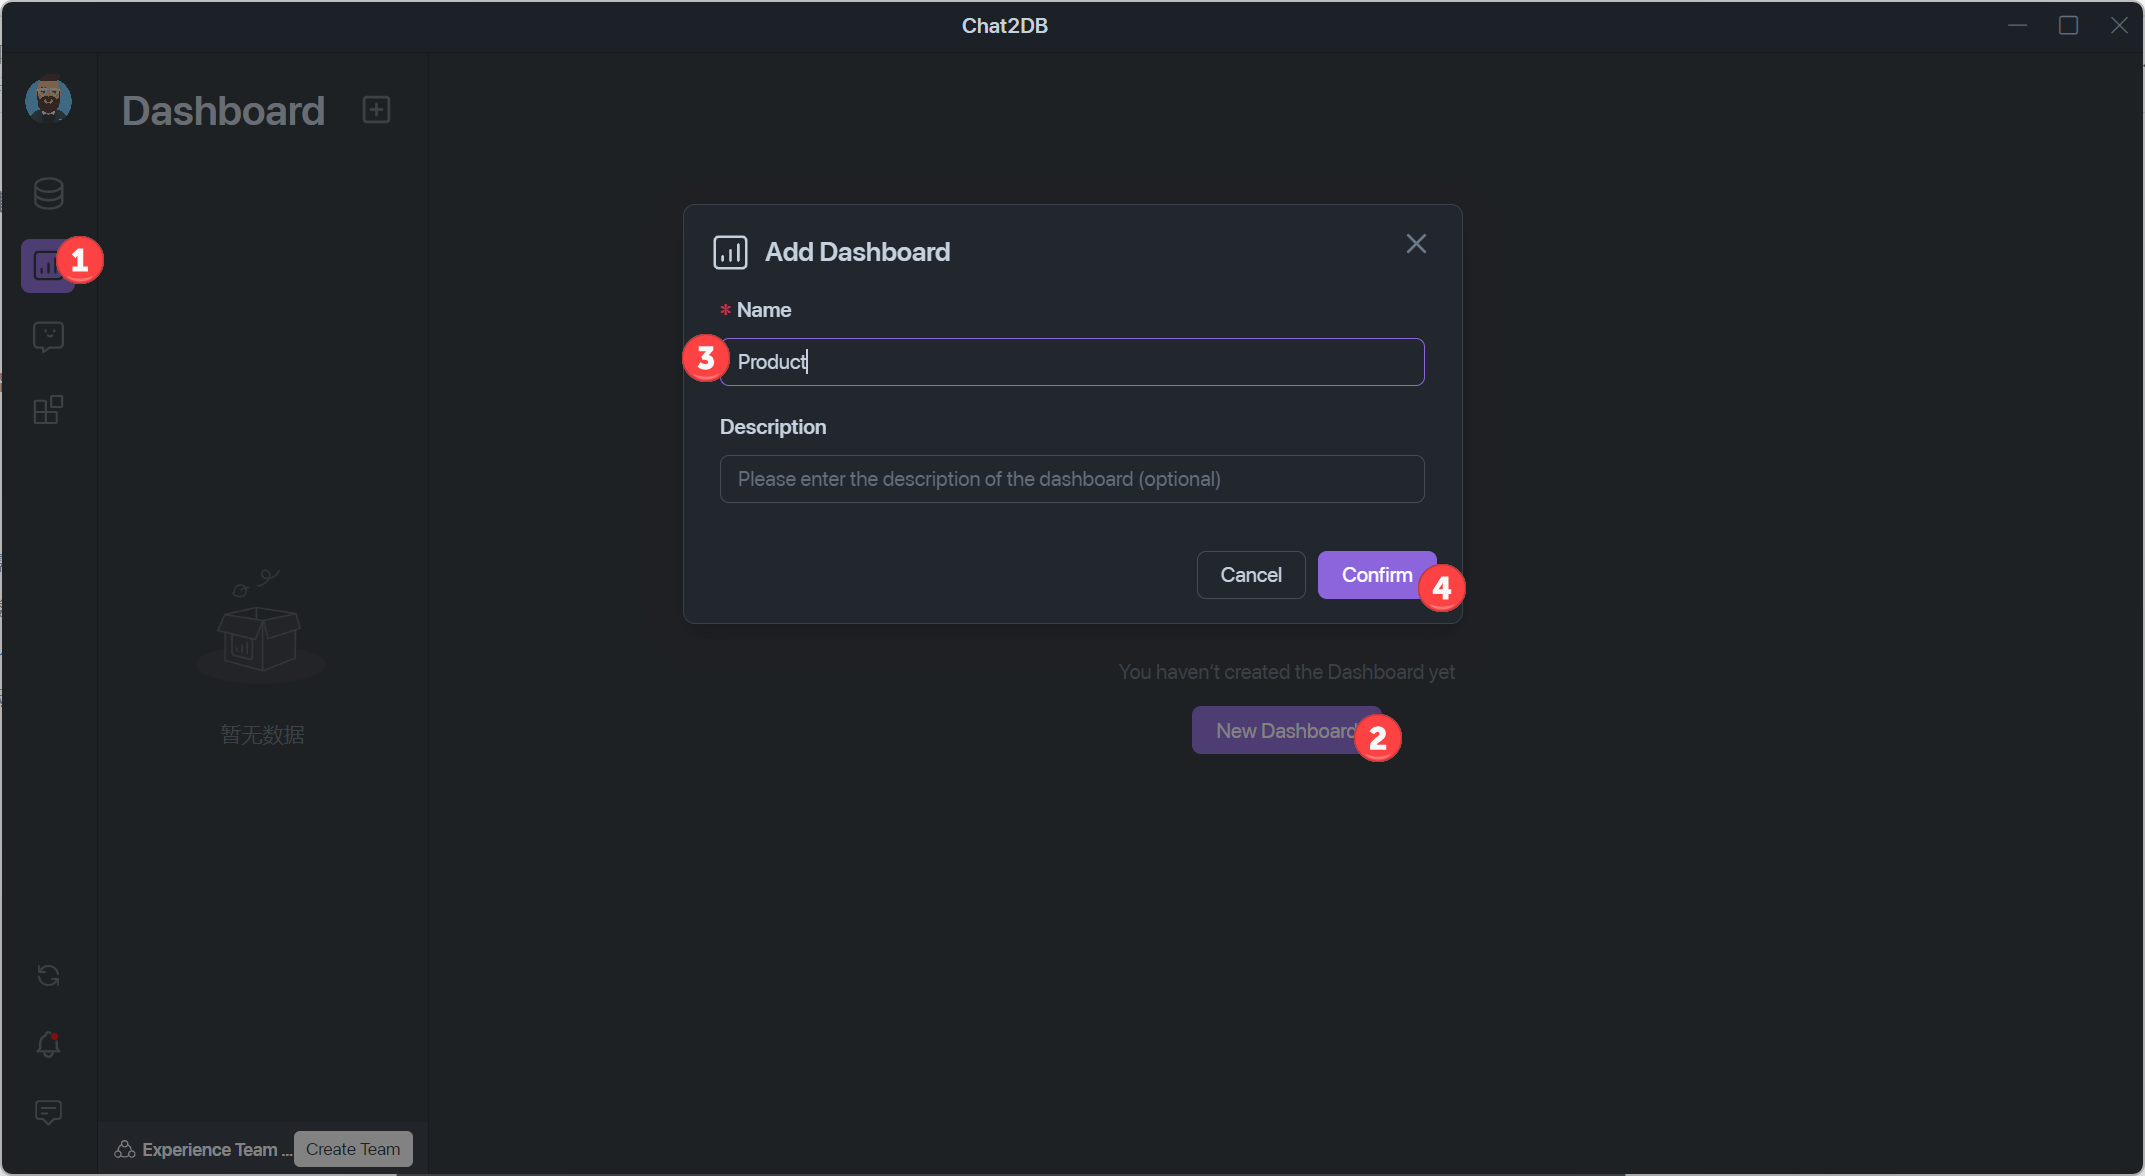 Chat2DB
Dashboard
1
Add Dashboard
* Name
3
Product
Description
Please enter the description of the dashboard (optional)
Cancel
Confirm
4
You haven't created the Dashboard yet
New Dashboard
2
暂无数据
Experience Team ...
Create Team